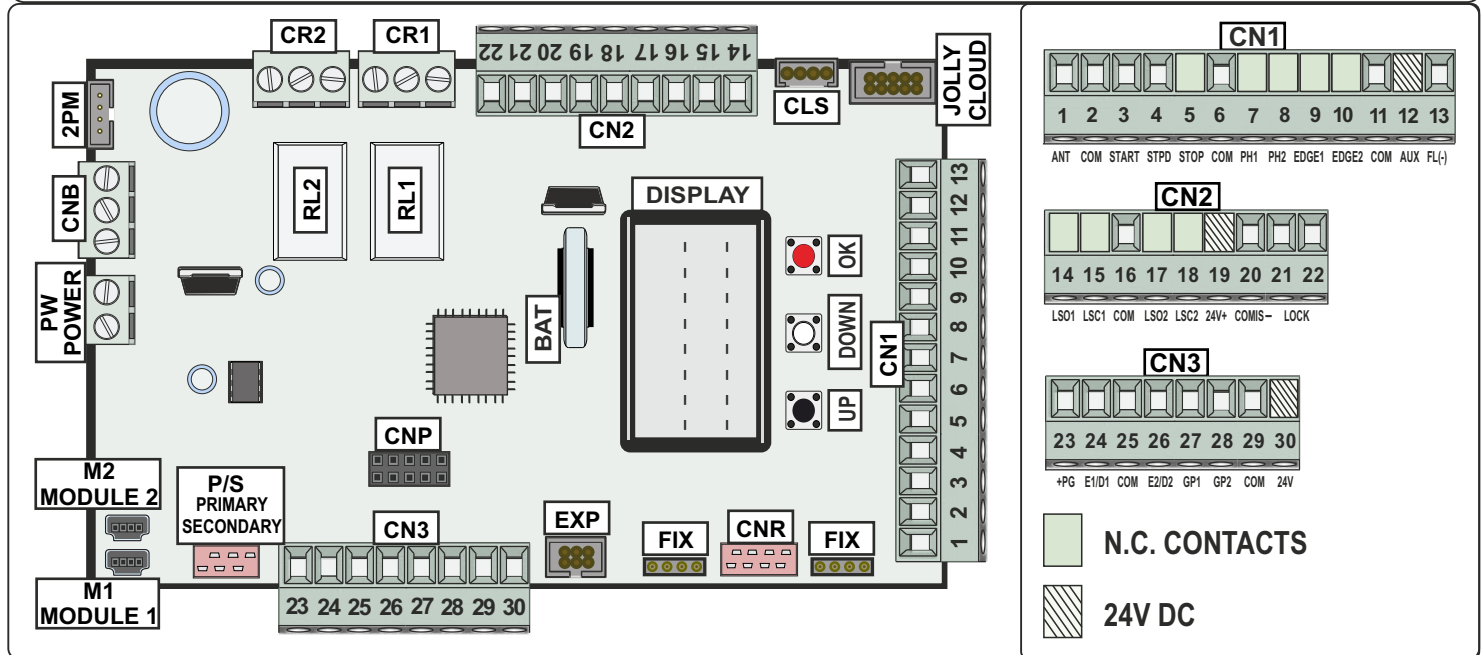 CR2 CR1
22 21 20 19 18 17 16 15 14
CN2
CLS
JOLLY
CLOUD
2PM
CNB
PW
POWER
RL2 RL1
BAT
DISPLAY
OK
DOWN
UP
13
12
11
10
9
8
7
6
5
4
3
2
1
CN1
CNP
M2
MODULE 2
P/S
PRIMARY
SECONDARY
M1
MODULE 1
CN3
23 24 25 26 27 28 29 30
EXP
FIX CNR FIX
CN1
1 2 3 4 5 6 7 8 9 10 11 12 13
ANT COM START STPD STOP COM PH1 PH2 EDGE1 EDGE2 COM AUX FL(-)
CN2
14 15 16 17 18 19 20 21 22
LSO1 LSC1 COM LSO2 LSC2 24V+ COMIS– LOCK
CN3
23 24 25 26 27 28 29 30
+PG E1/D1 COM E2/D2 GP1 GP2 COM 24V
N.C. CONTACTS
24V DC